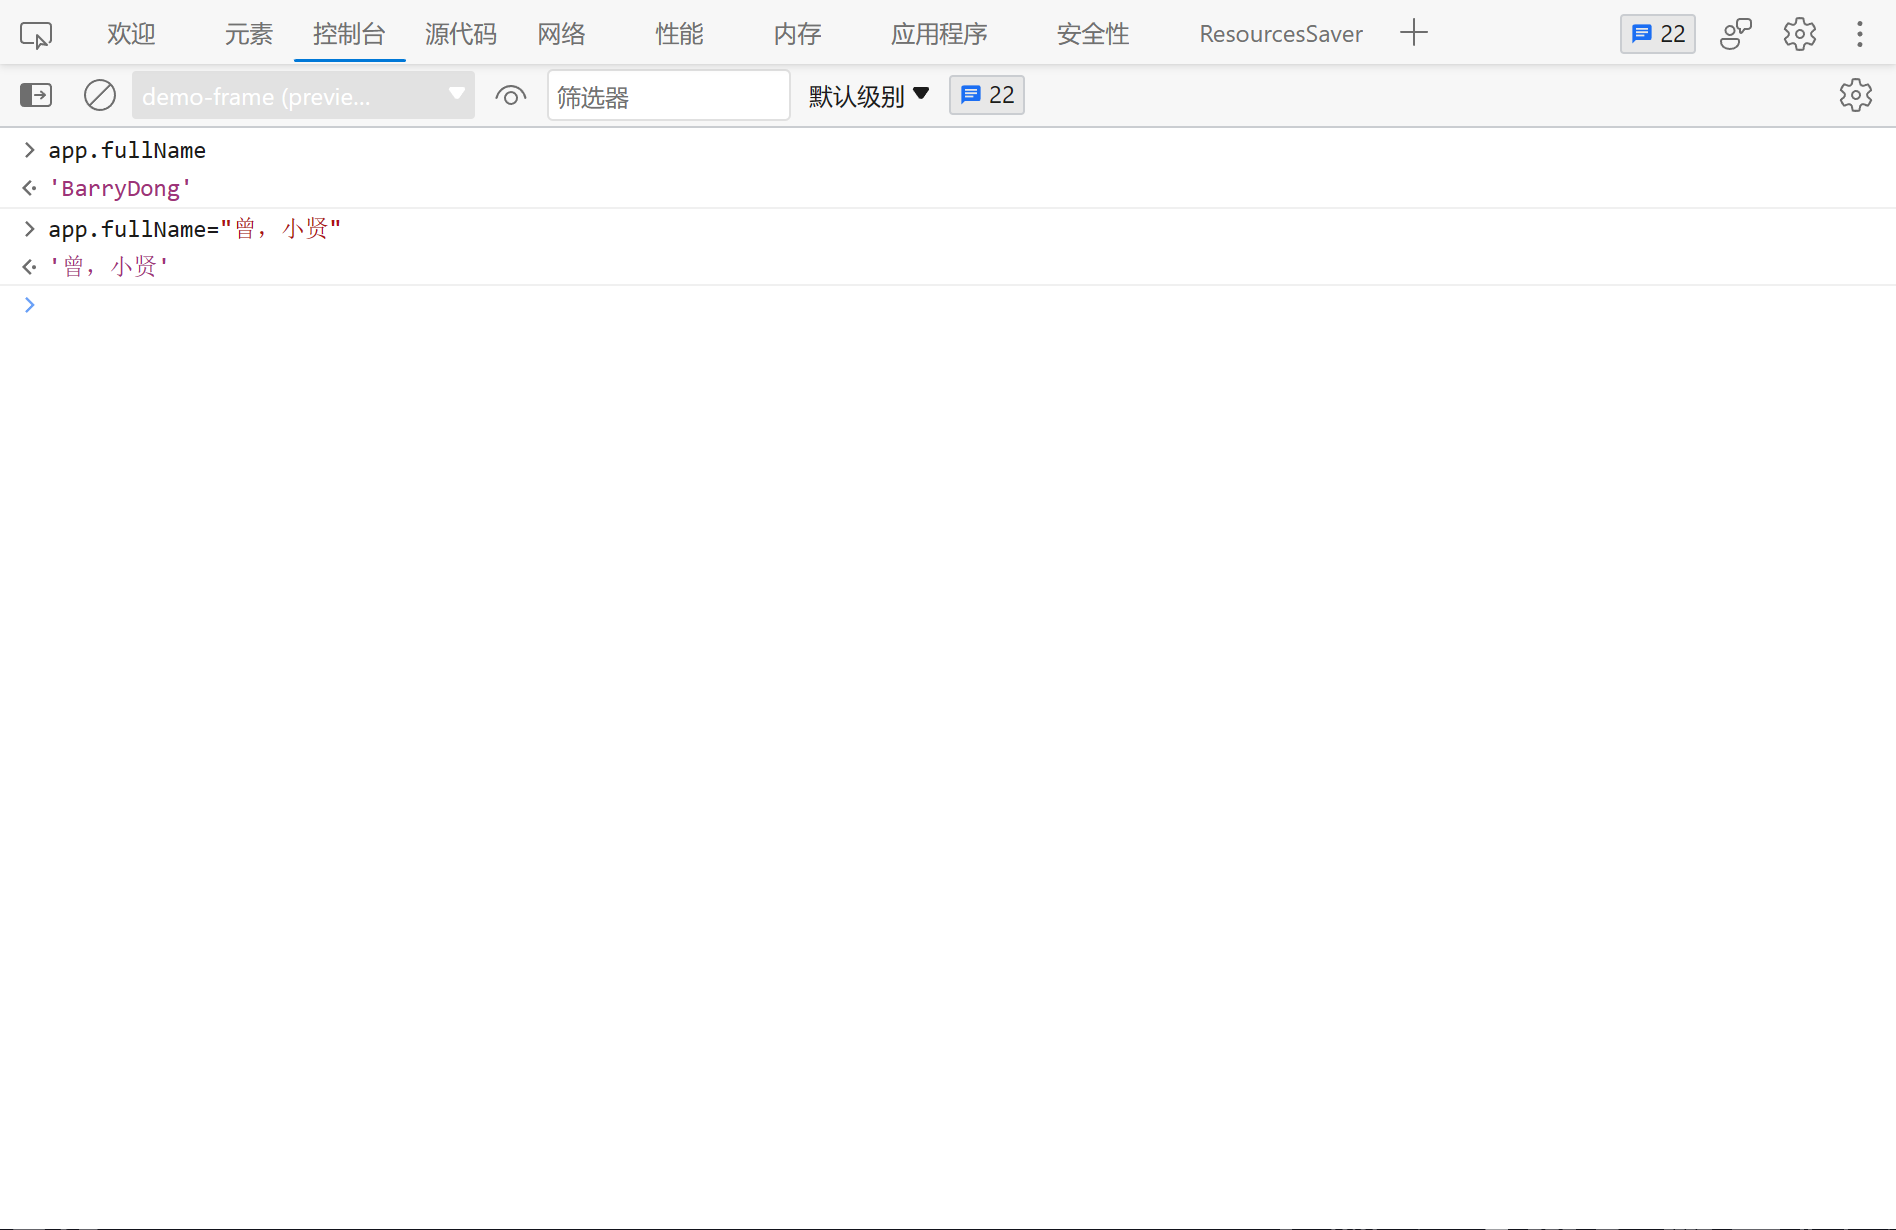 欢迎 元素 控制台 源代码 网络 性能 内存 应用程序 安全性 ResourcesSaver 22
demo-frame (previe... 筛选器 默认级别 22
app.fullName
'BarryDong'
app.fullName="曾，小贤"
'曾，小贤'